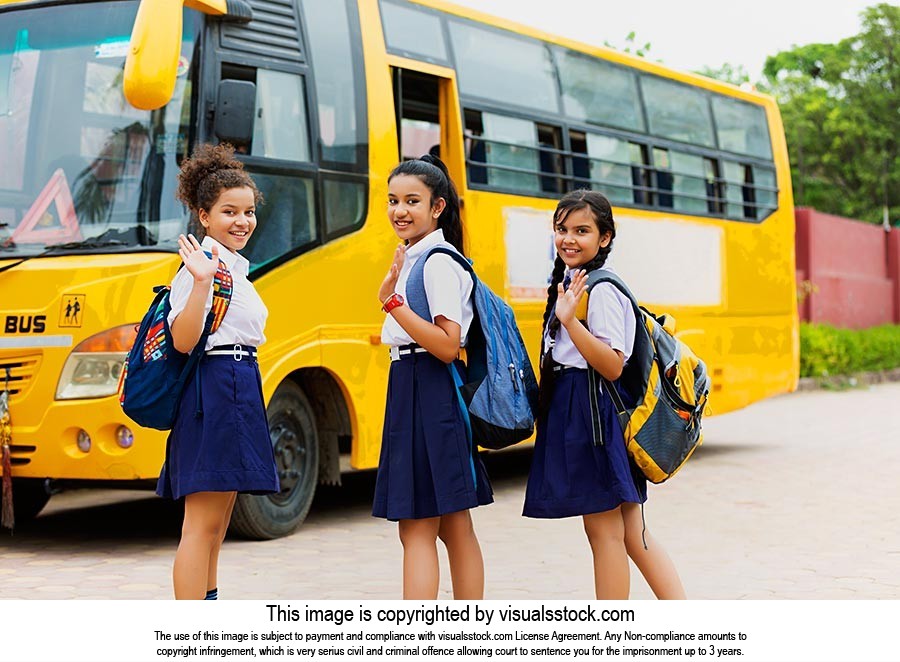 BUS
This image is copyrighted by visualsstock.com
The use of this image is subject to payment and compliance with visualsstock.com License Agreement. Any Non-compliance amounts to
copyright infringement, which is very serius civil and criminal offence allowing court to sentence you for the imprisonment up to 3 years.